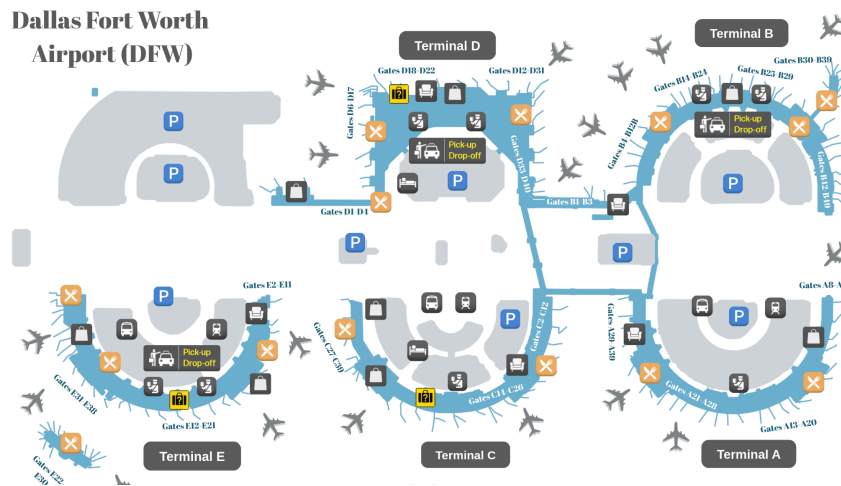 Dallas Fort Worth
Airport (DFW)
Terminal D
Terminal B
Gates D18-D22
Gates D12-D31
Gates D6-D17
Gates D33-D40
Gates D1-D4
Pick-up
Drop-off
P
P
P
P
Gates B14-B24
Gates B25-B29
Gates B30-B39
Gates B4-B12B
Gates B42-B49
Gates B1-B3
Pick-up
Drop-off
P
P
Gates E2-E11
Gates E31-E38
Gates E12-E21
Gates E22-
E30
Pick-up
Drop-off
P
Terminal E
Gates C27-C39
Gates C2-C12
Gates C14-C26
P
Terminal C
Gates A29-A39
Gates A8-A
Gates A21-A28
Gates A13-A20
P
Terminal A